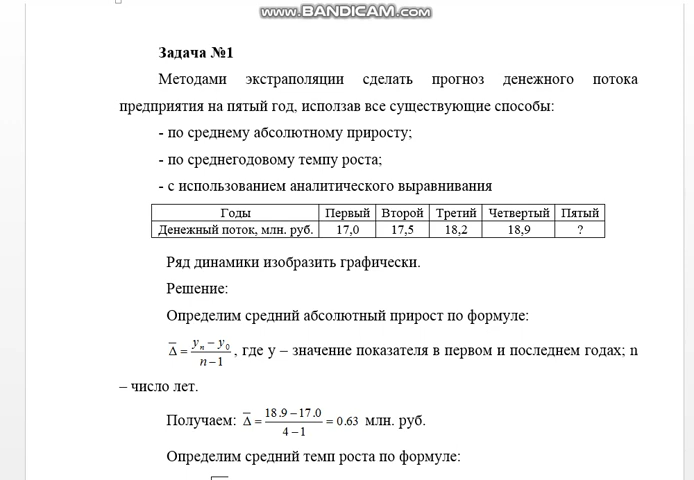 www.BANDICAM.com
Задача №1
Методами экстраполяции сделать прогноз денежного потока
предприятия на пятый год, исползав все существующие способы:
- по среднему абсолютному приросту;
- по среднегодовому темпу роста;
- с использованием аналитического выравнивания
Годы Первый Второй Третий Четвертый Пятый
Денежный поток, млн. руб. 17,0 17,5 18,2 18,9 ?
Ряд динамики изобразить графически.
Решение:
Определим средний абсолютный прирост по формуле:
Δ̅ = (yₙ − y₀)/(n − 1), где y – значение показателя в первом и последнем годах; n
– число лет.
Получаем: Δ̅ = (18.9 − 17.0)/(4 − 1) = 0.63 млн. руб.
Определим средний темп роста по формуле: